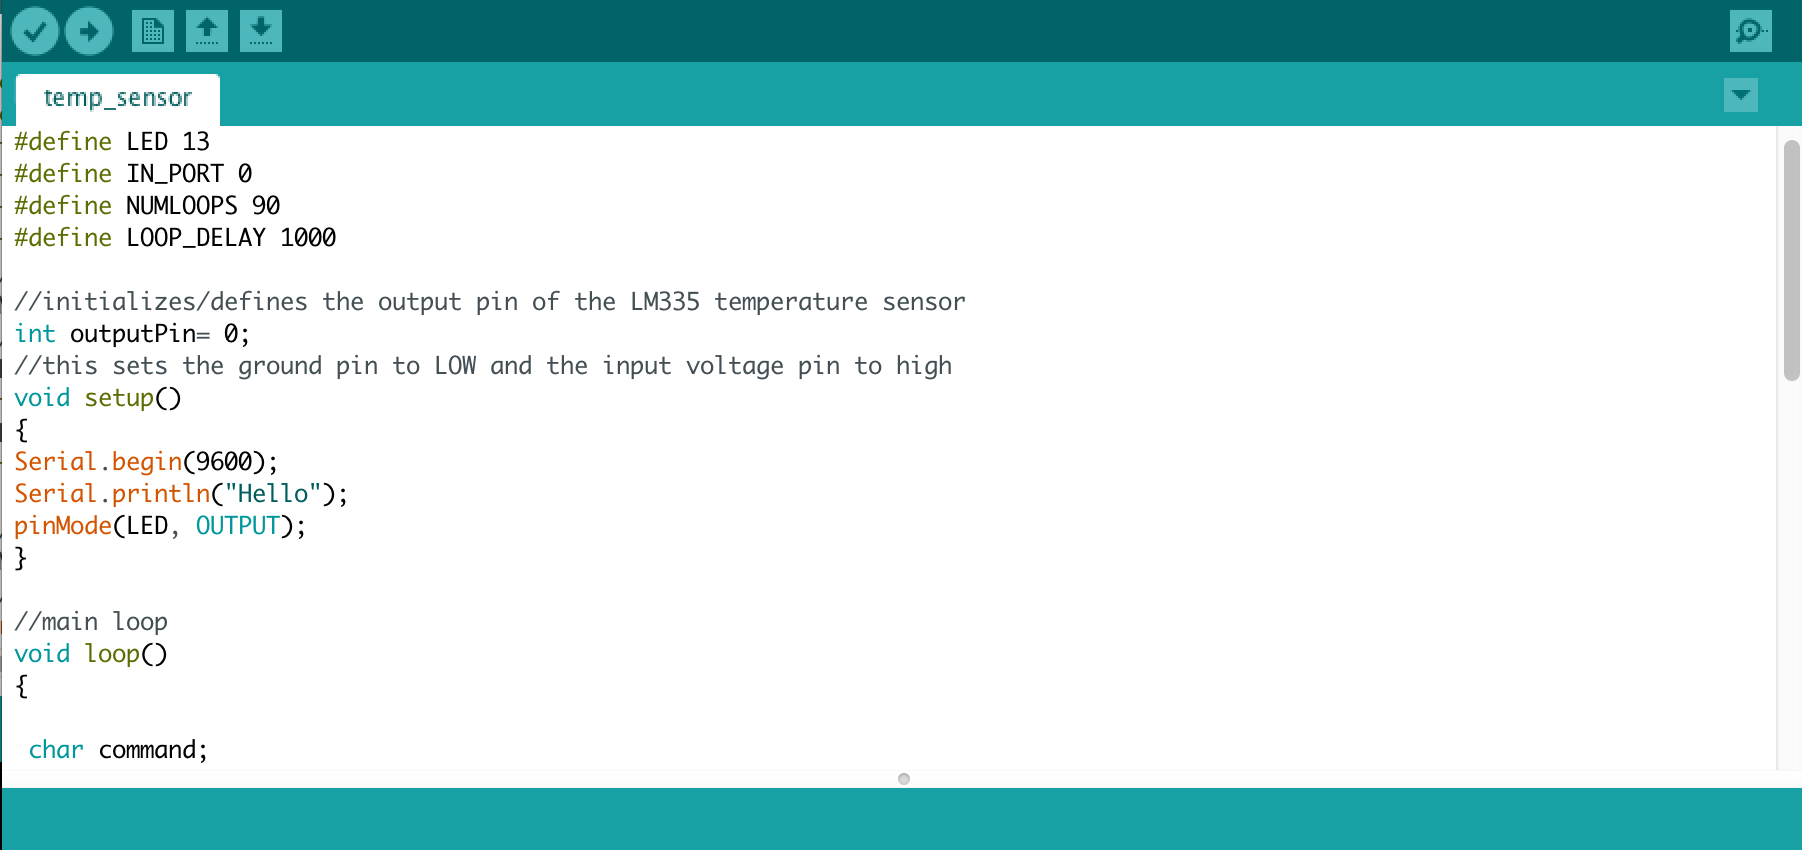 temp_sensor
#define LED 13
#define IN_PORT 0
#define NUMLOOPS 90
#define LOOP_DELAY 1000
//initializes/defines the output pin of the LM335 temperature sensor
int outputPin= 0;
//this sets the ground pin to LOW and the input voltage pin to high
void setup()
{
Serial.begin(9600);
Serial.println("Hello");
pinMode(LED, OUTPUT);
}
//main loop
void loop()
{
char command;